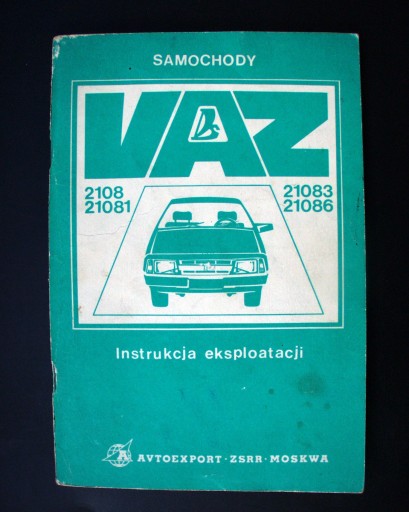 SAMOCHODY
VAZ
2108 21083
21081 21086
Instrukcja eksploatacji
AVTOEXPORT · ZSRR · MOSKWA